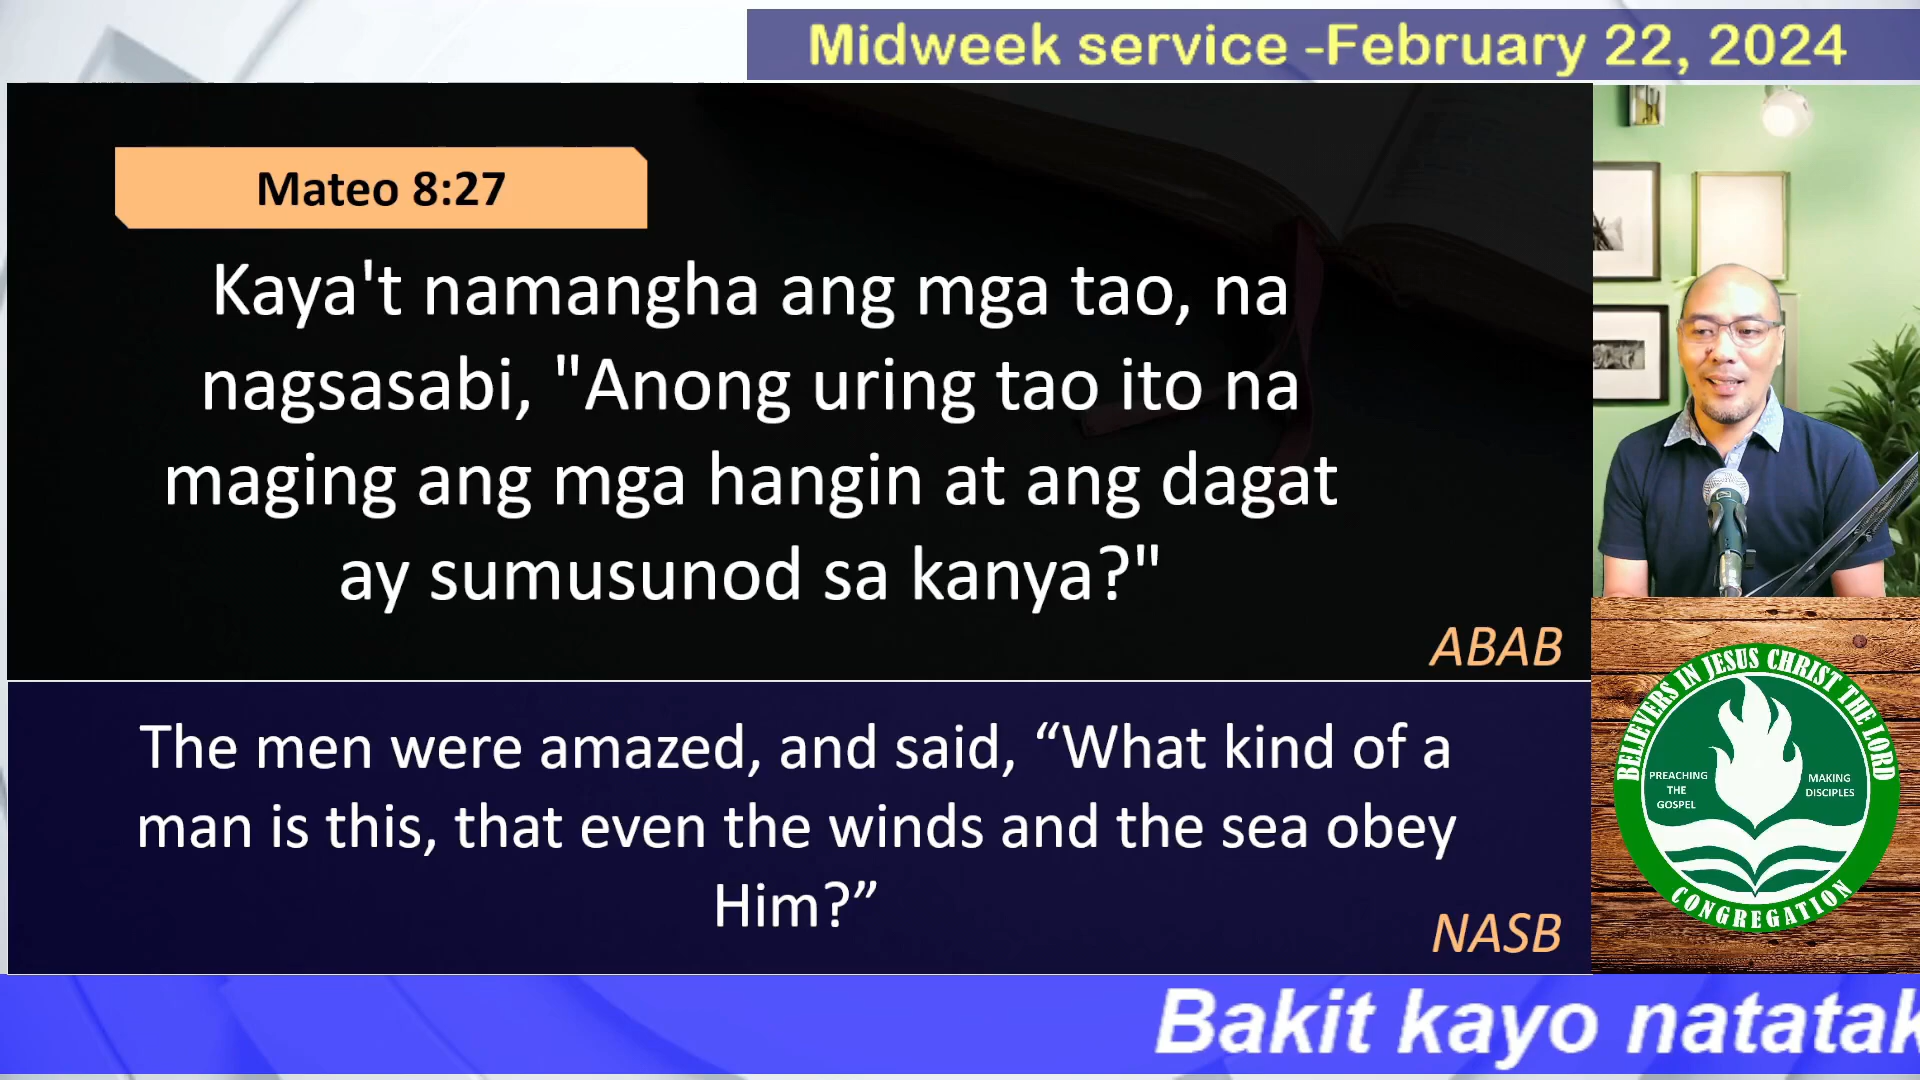 Midweek service -February 22, 2024
Mateo 8:27
Kaya't namangha ang mga tao, na
nagsasabi, "Anong uring tao ito na
maging ang mga hangin at ang dagat
ay sumusunod sa kanya?"
ABAB
The men were amazed, and said, “What kind of a
man is this, that even the winds and the sea obey
Him?”
NASB
BELIEVERS IN JESUS CHRIST THE LORD
PREACHING
THE
GOSPEL
MAKING
DISCIPLES
CONGREGATION
Bakit kayo natatak